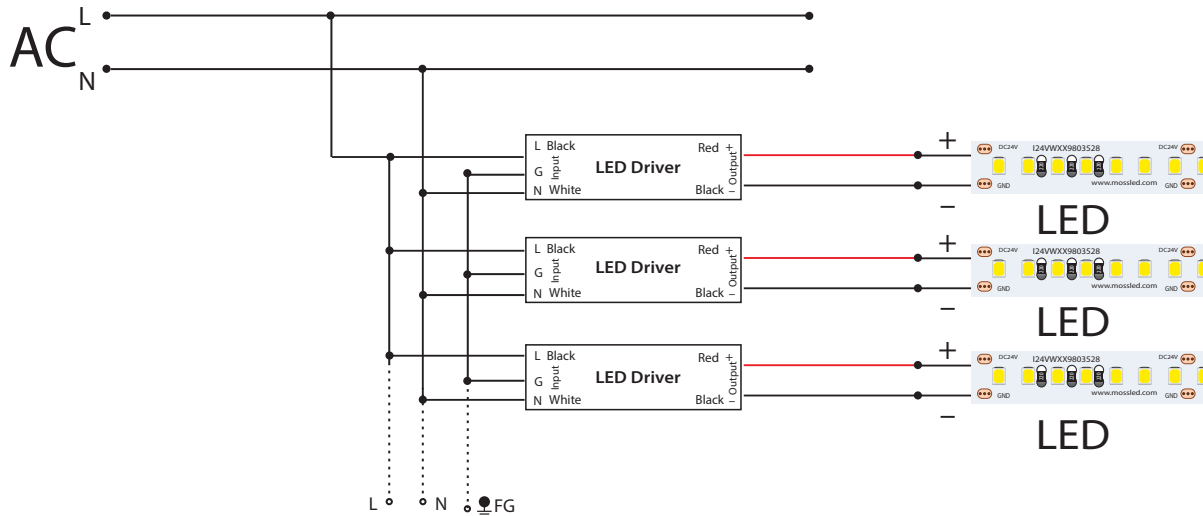 AC
L
N
L Black
G
N White
Input
LED Driver
Red +
Black –
Output
+
–
DC24V
I24VWXX9803528
DC24V
GND
www.mossled.com
GND
LED
L Black
G
N White
Input
LED Driver
Red +
Black –
Output
+
–
DC24V
I24VWXX9803528
DC24V
GND
www.mossled.com
GND
LED
L Black
G
N White
Input
LED Driver
Red +
Black –
Output
+
–
DC24V
I24VWXX9803528
DC24V
GND
www.mossled.com
GND
LED
L
N
FG